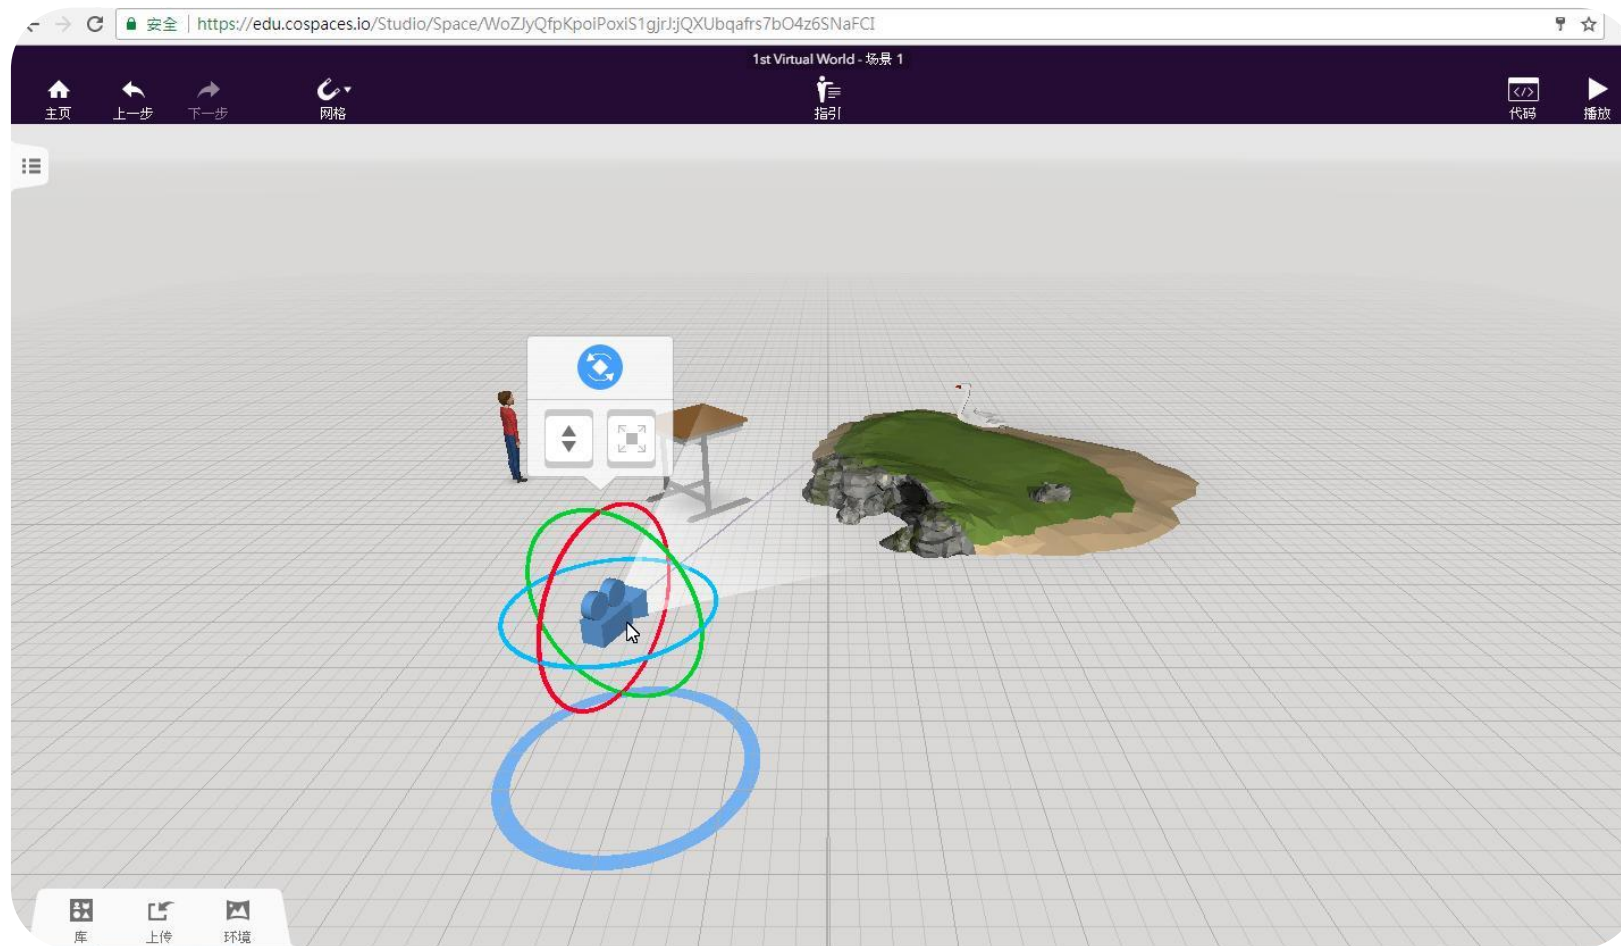 安全 https://edu.cospaces.io/Studio/Space/WoZJyQfpKpoiPoxiS1gjrJ:jQXUbqafrs7bO4z6SNaFCI
1st Virtual World - 场景 1
主页 上一步 下一步 网格 指引 代码 播放
库 上传 环境